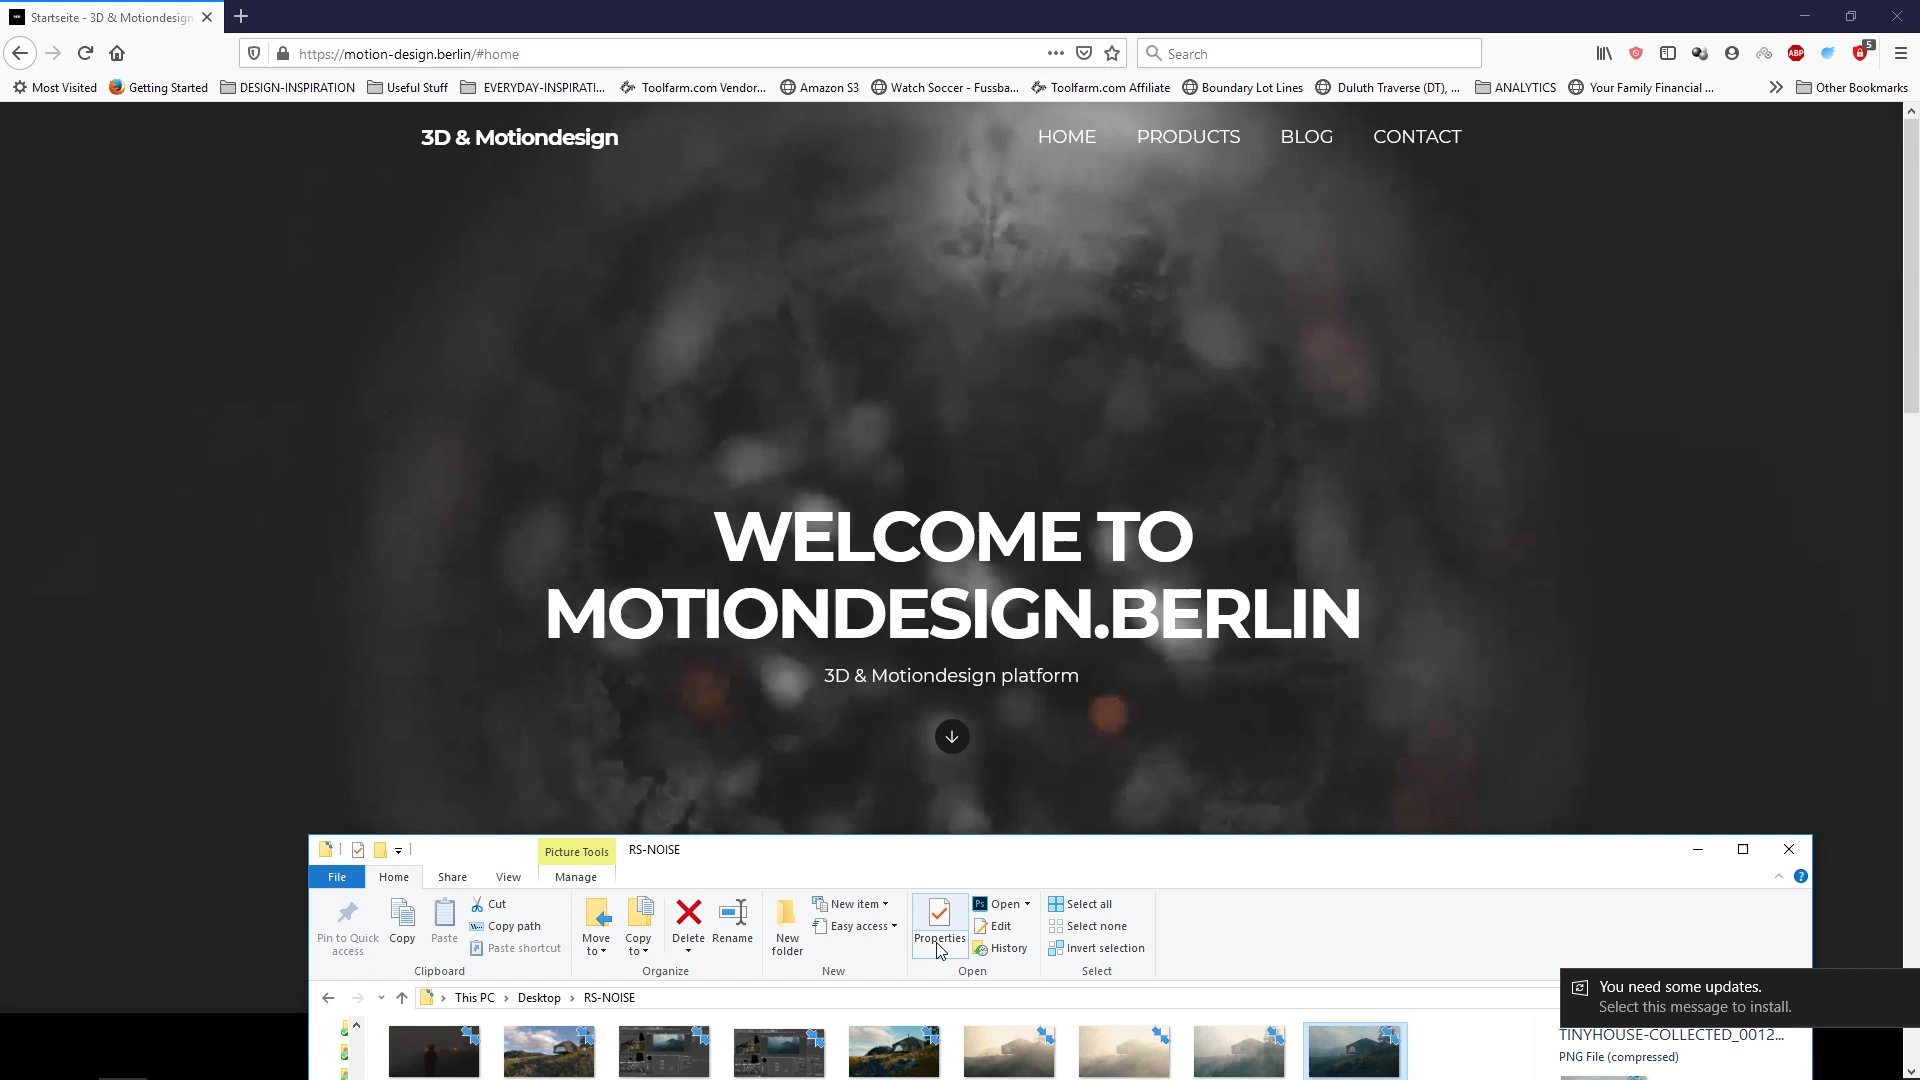 Startseite - 3D & Motiondesign
https://motion-design.berlin/#home
Search
5
ABP
Most Visited
Getting Started
DESIGN-INSPIRATION
Useful Stuff
EVERYDAY-INSPIRATI...
Toolfarm.com Vendor...
Amazon S3
Watch Soccer - Fussba...
Toolfarm.com Affiliate
Boundary Lot Lines
Duluth Traverse (DT), ...
ANALYTICS
Your Family Financial ...
Other Bookmarks
3D & Motiondesign
HOME
PRODUCTS
BLOG
CONTACT
WELCOME TO
MOTIONDESIGN.BERLIN
3D & Motiondesign platform
Picture Tools
RS-NOISE
File
Home
Share
View
Manage
Pin to Quick
access
Copy
Paste
Cut
Copy path
Paste shortcut
Clipboard
Move
to
Copy
to
Delete
Rename
Organize
New
folder
New item
Easy access
New
Properties
Ps
Open
Edit
History
Open
Select all
Select none
Invert selection
Select
This PC
Desktop
RS-NOISE
You need some updates.
Select this message to install.
TINYHOUSE-COLLECTED_0012...
PNG File (compressed)